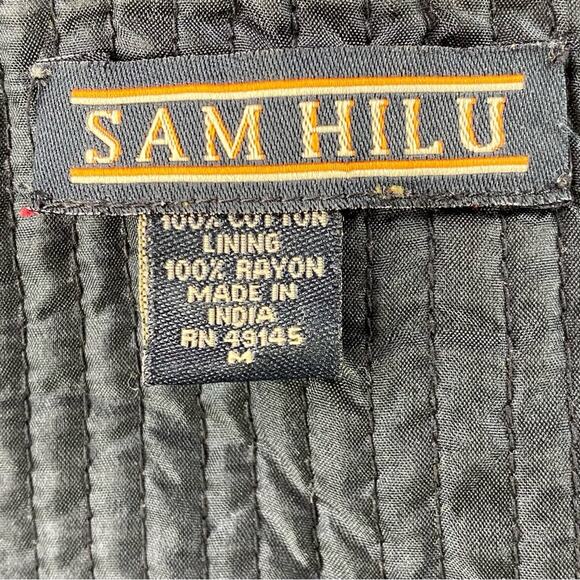 SAM HILU
100% COTTON
LINING
100% RAYON
MADE IN
INDIA
RN 49145
M